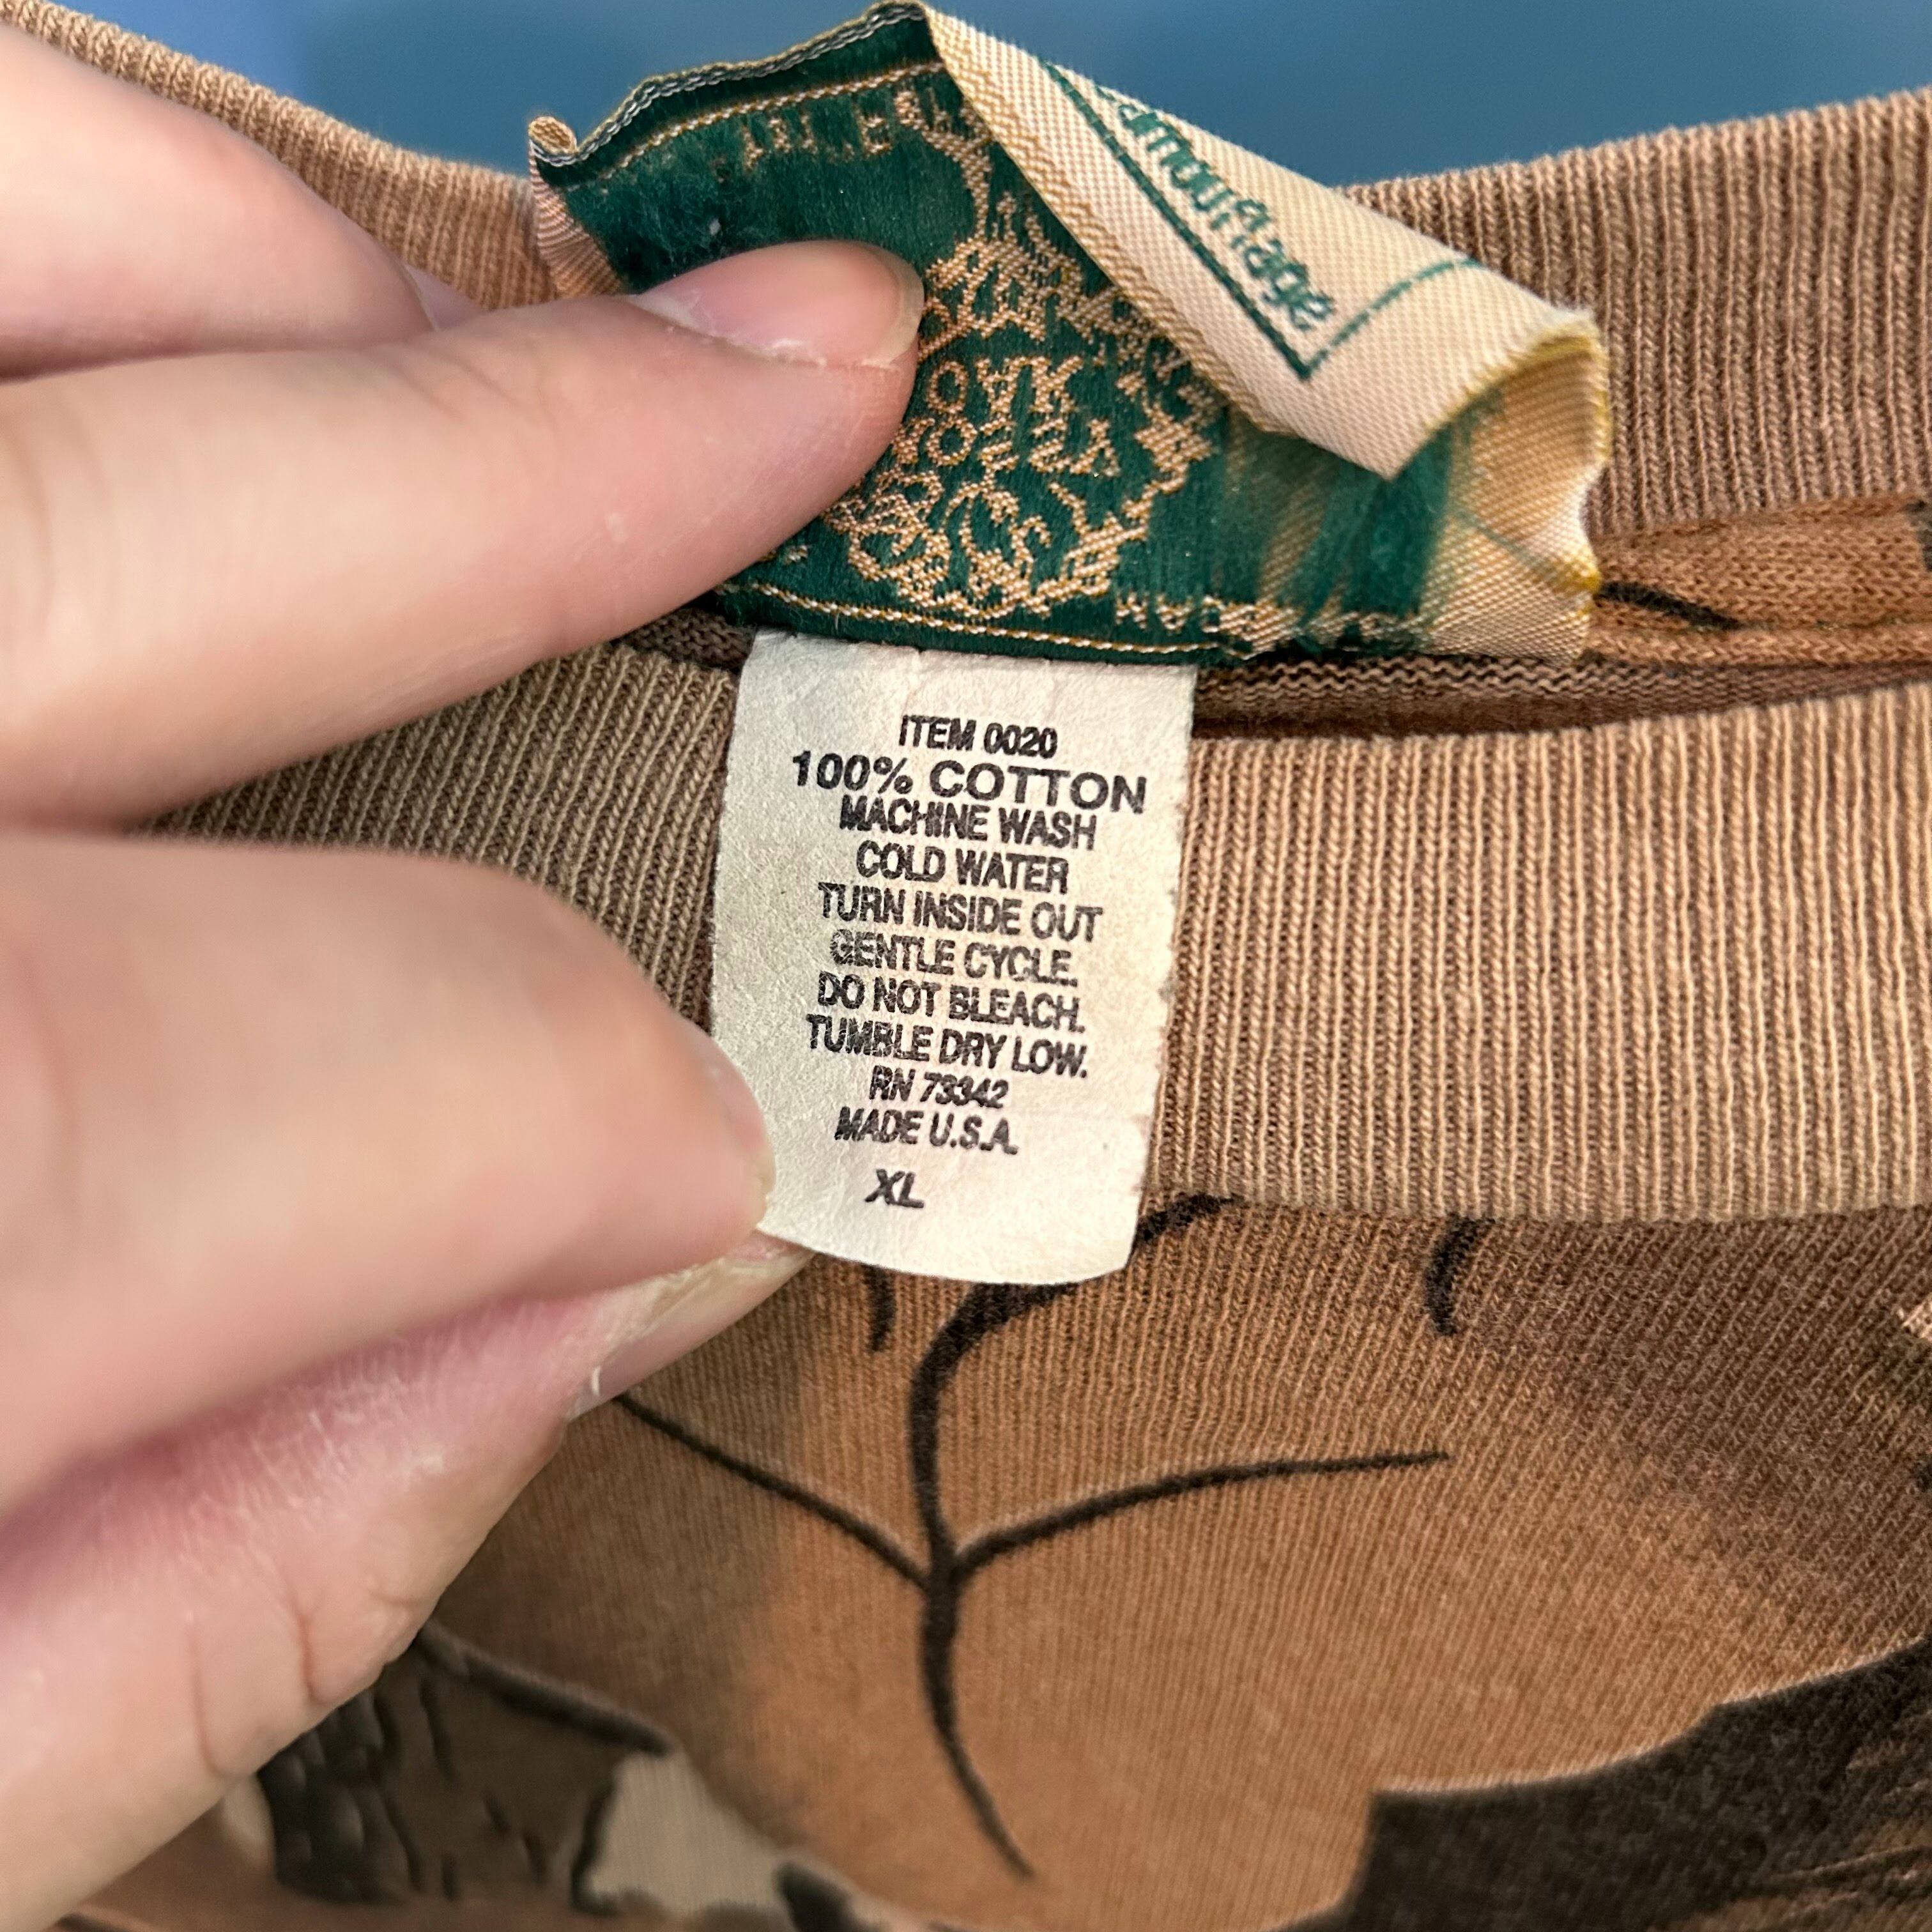 camouflage
ITEM 0020
100% COTTON
MACHINE WASH
COLD WATER
TURN INSIDE OUT
GENTLE CYCLE.
DO NOT BLEACH.
TUMBLE DRY LOW.
RN 73342
MADE U.S.A.
XL